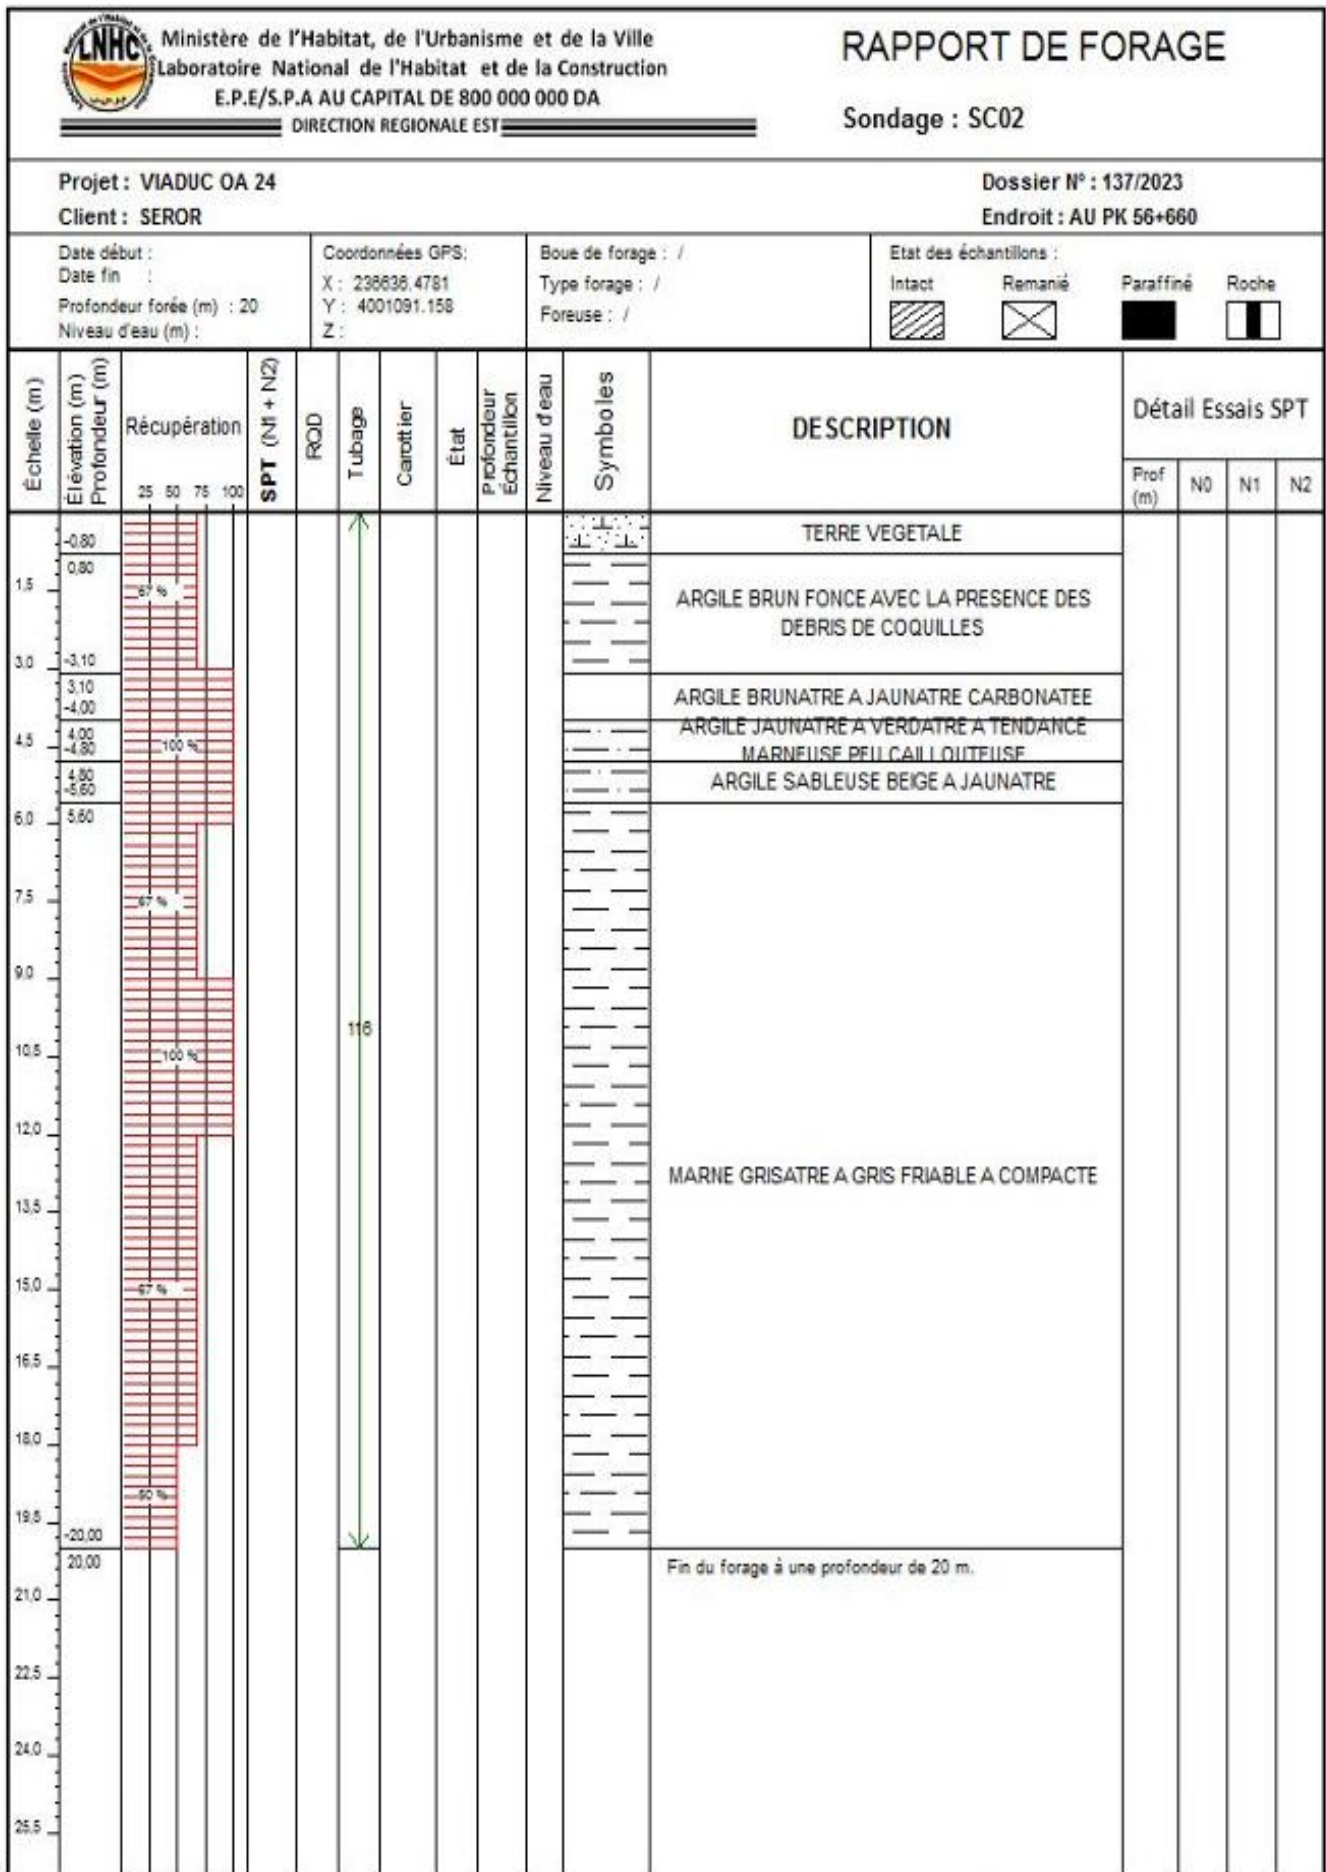 LNHC
Ministère de l'Habitat, de l'Urbanisme et de la Ville
Laboratoire National de l'Habitat et de la Construction
E.P.E/S.P.A AU CAPITAL DE 800 000 000 DA
DIRECTION REGIONALE EST
RAPPORT DE FORAGE
Sondage : SC02
Projet : VIADUC OA 24
Client : SEROR
Dossier Nº : 137/2023
Endroit : AU PK 56+660
Date début :
Date fin :
Profondeur forée (m) : 20
Niveau d'eau (m) :
Coordonnées GPS:
X : 238638.4781
Y : 4001091.158
Z :
Boue de forage : /
Type forage : /
Foreuse : /
Etat des échantillons :
Intact Remanié Paraffiné Roche
Échelle (m)
Élévation (m)
Profondeur (m)
Récupération
25 50 75 100
SPT (N1 + N2)
RQD
Tubage
Carottier
État
Profondeur
Échantillon
Niveau d'eau
Symboles
DESCRIPTION
Détail Essais SPT
Prof (m) N0 N1 N2
-0.80
TERRE VEGETALE
0,80
1,5
67 %
ARGILE BRUN FONCE AVEC LA PRESENCE DES
DEBRIS DE COQUILLES
3,0
-3,10
3,10
-4,00
ARGILE BRUNATRE A JAUNATRE CARBONATEE
4,00
ARGILE JAUNATRE A VERDATRE A TENDANCE
4,5
-4,80
100 %
MARNEUSE PEU CAILLOUTEUSE
4,80
-5,60
ARGILE SABLEUSE BEIGE A JAUNATRE
6,0
5,60
7,5
67 %
9,0
116
10,5
100 %
12,0
MARNE GRISATRE A GRIS FRIABLE A COMPACTE
13,5
15,0
67 %
16,5
18,0
50 %
19,5
-20,00
20,00
Fin du forage à une profondeur de 20 m.
21,0
22,5
24,0
25,5